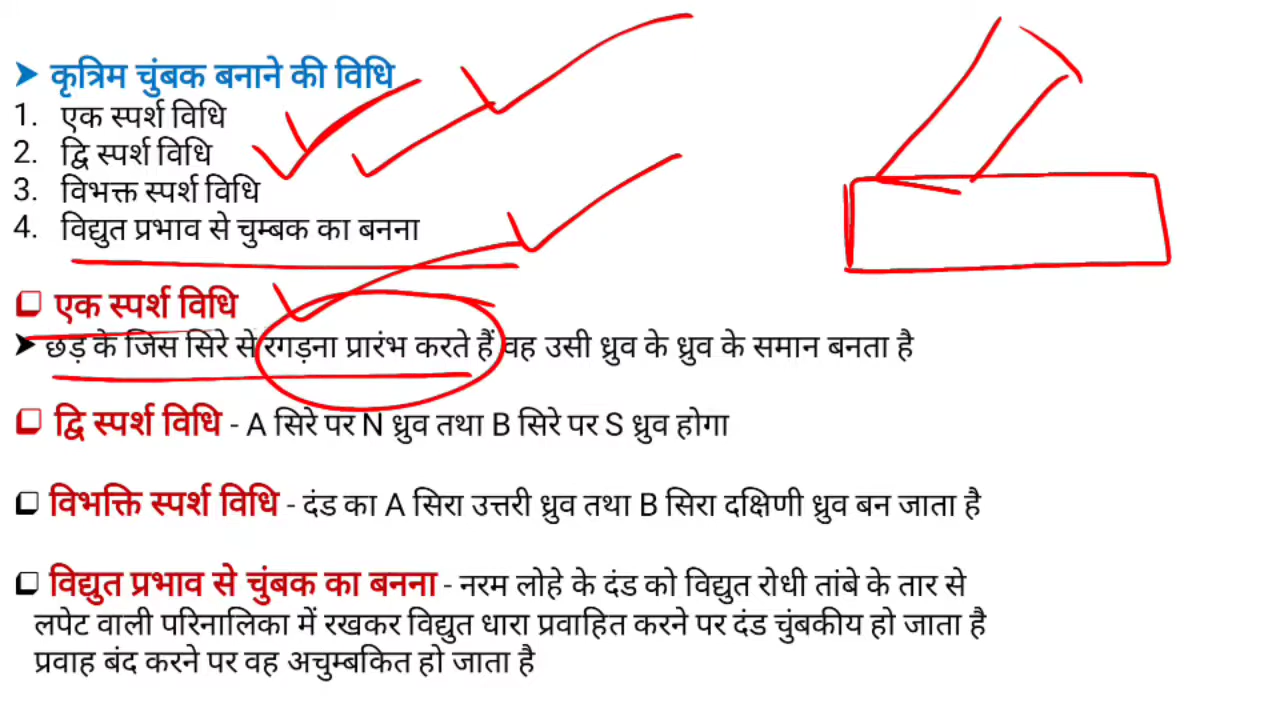 कृत्रिम चुंबक बनाने की विधि
1. एक स्पर्श विधि
2. द्वि स्पर्श विधि
3. विभक्त स्पर्श विधि
4. विद्युत प्रभाव से चुम्बक का बनना
एक स्पर्श विधि
छड़ के जिस सिरे से रगड़ना प्रारंभ करते हैं वह उसी ध्रुव के ध्रुव के समान बनता है
द्वि स्पर्श विधि - A सिरे पर N ध्रुव तथा B सिरे पर S ध्रुव होगा
विभक्ति स्पर्श विधि - दंड का A सिरा उत्तरी ध्रुव तथा B सिरा दक्षिणी ध्रुव बन जाता है
विद्युत प्रभाव से चुंबक का बनना - नरम लोहे के दंड को विद्युत रोधी तांबे के तार से
लपेट वाली परिनालिका में रखकर विद्युत धारा प्रवाहित करने पर दंड चुंबकीय हो जाता है
प्रवाह बंद करने पर वह अचुम्बकित हो जाता है